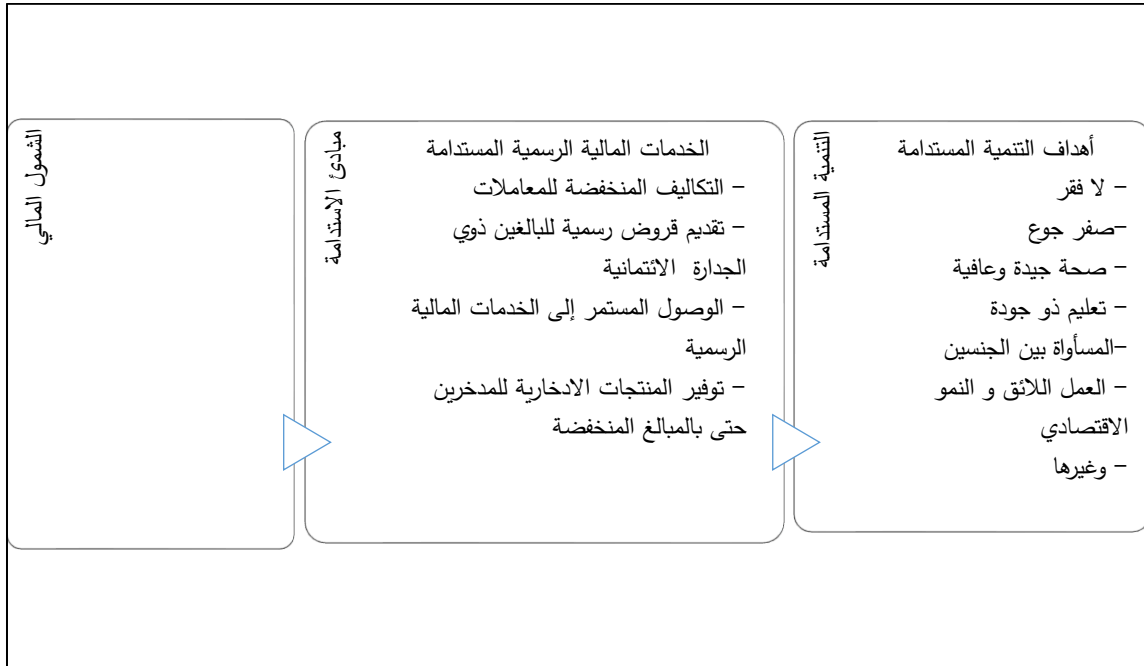 الشمول المالي
مبادئ الاستدامة
الخدمات المالية الرسمية المستدامة
- التكاليف المنخفضة للمعاملات
- تقديم قروض رسمية للبالغين ذوي
الجدارة الائتمانية
- الوصول المستمر إلى الخدمات المالية
الرسمية
- توفير المنتجات الادخارية للمدخرين
حتى بالمبالغ المنخفضة
التنمية المستدامة
أهداف التنمية المستدامة
- لا فقر
-صفر جوع
- صحة جيدة وعافية
- تعليم ذو جودة
-المسأواة بين الجنسين
- العمل اللائق و النمو
الاقتصادي
- وغيرها